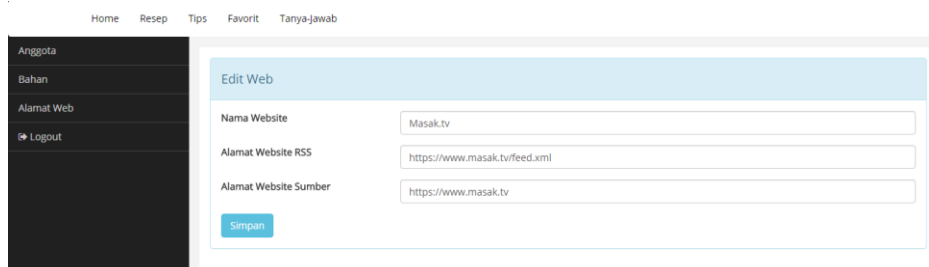 Home Resep Tips Favorit Tanya-Jawab
Anggota
Bahan
Alamat Web
Logout
Edit Web
Nama Website Masak.tv
Alamat Website RSS https://www.masak.tv/feed.xml
Alamat Website Sumber https://www.masak.tv
Simpan